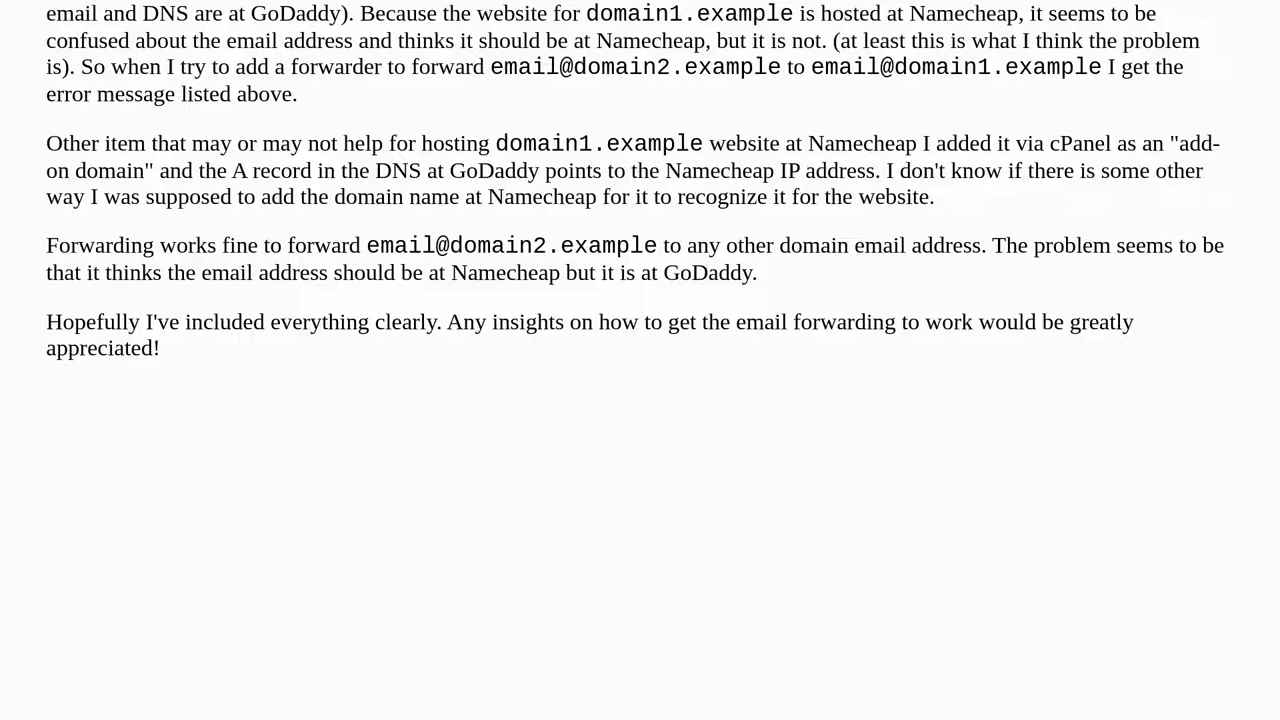 email and DNS are at GoDaddy). Because the website for domain1.example is hosted at Namecheap, it seems to be
confused about the email address and thinks it should be at Namecheap, but it is not. (at least this is what I think the problem
is). So when I try to add a forwarder to forward email@domain2.example to email@domain1.example I get the
error message listed above.
Other item that may or may not help for hosting domain1.example website at Namecheap I added it via cPanel as an "add-
on domain" and the A record in the DNS at GoDaddy points to the Namecheap IP address. I don't know if there is some other
way I was supposed to add the domain name at Namecheap for it to recognize it for the website.
Forwarding works fine to forward email@domain2.example to any other domain email address. The problem seems to be
that it thinks the email address should be at Namecheap but it is at GoDaddy.
Hopefully I've included everything clearly. Any insights on how to get the email forwarding to work would be greatly
appreciated!